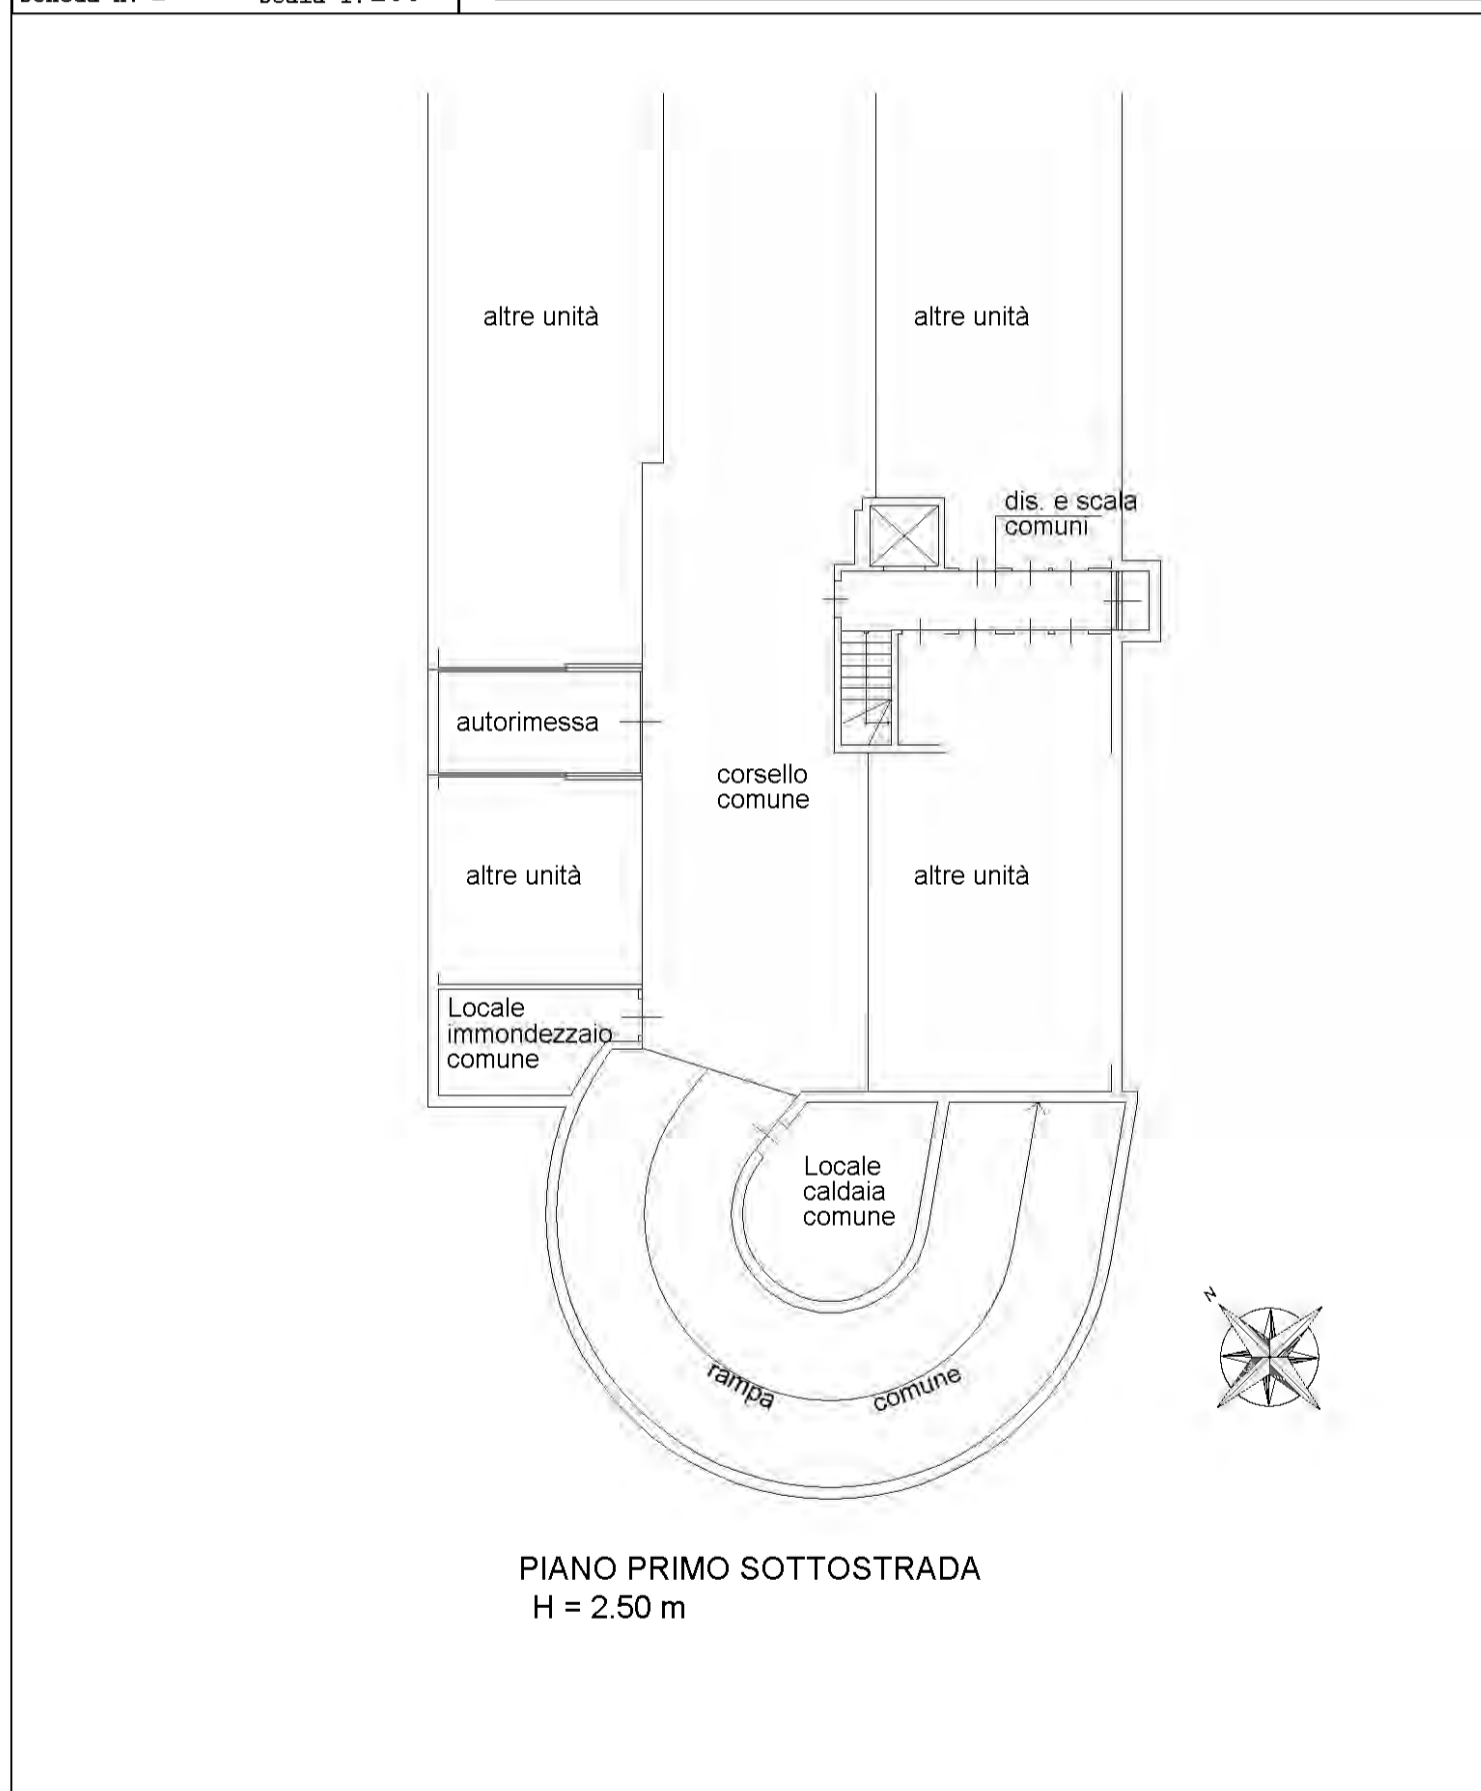 altre unità
altre unità
dis. e scala
comuni
autorimessa
corsello
comune
altre unità
altre unità
Locale
immondezzaio
comune
Locale
caldaia
comune
N
rampa
comune
PIANO PRIMO SOTTOSTRADA
H = 2.50 m